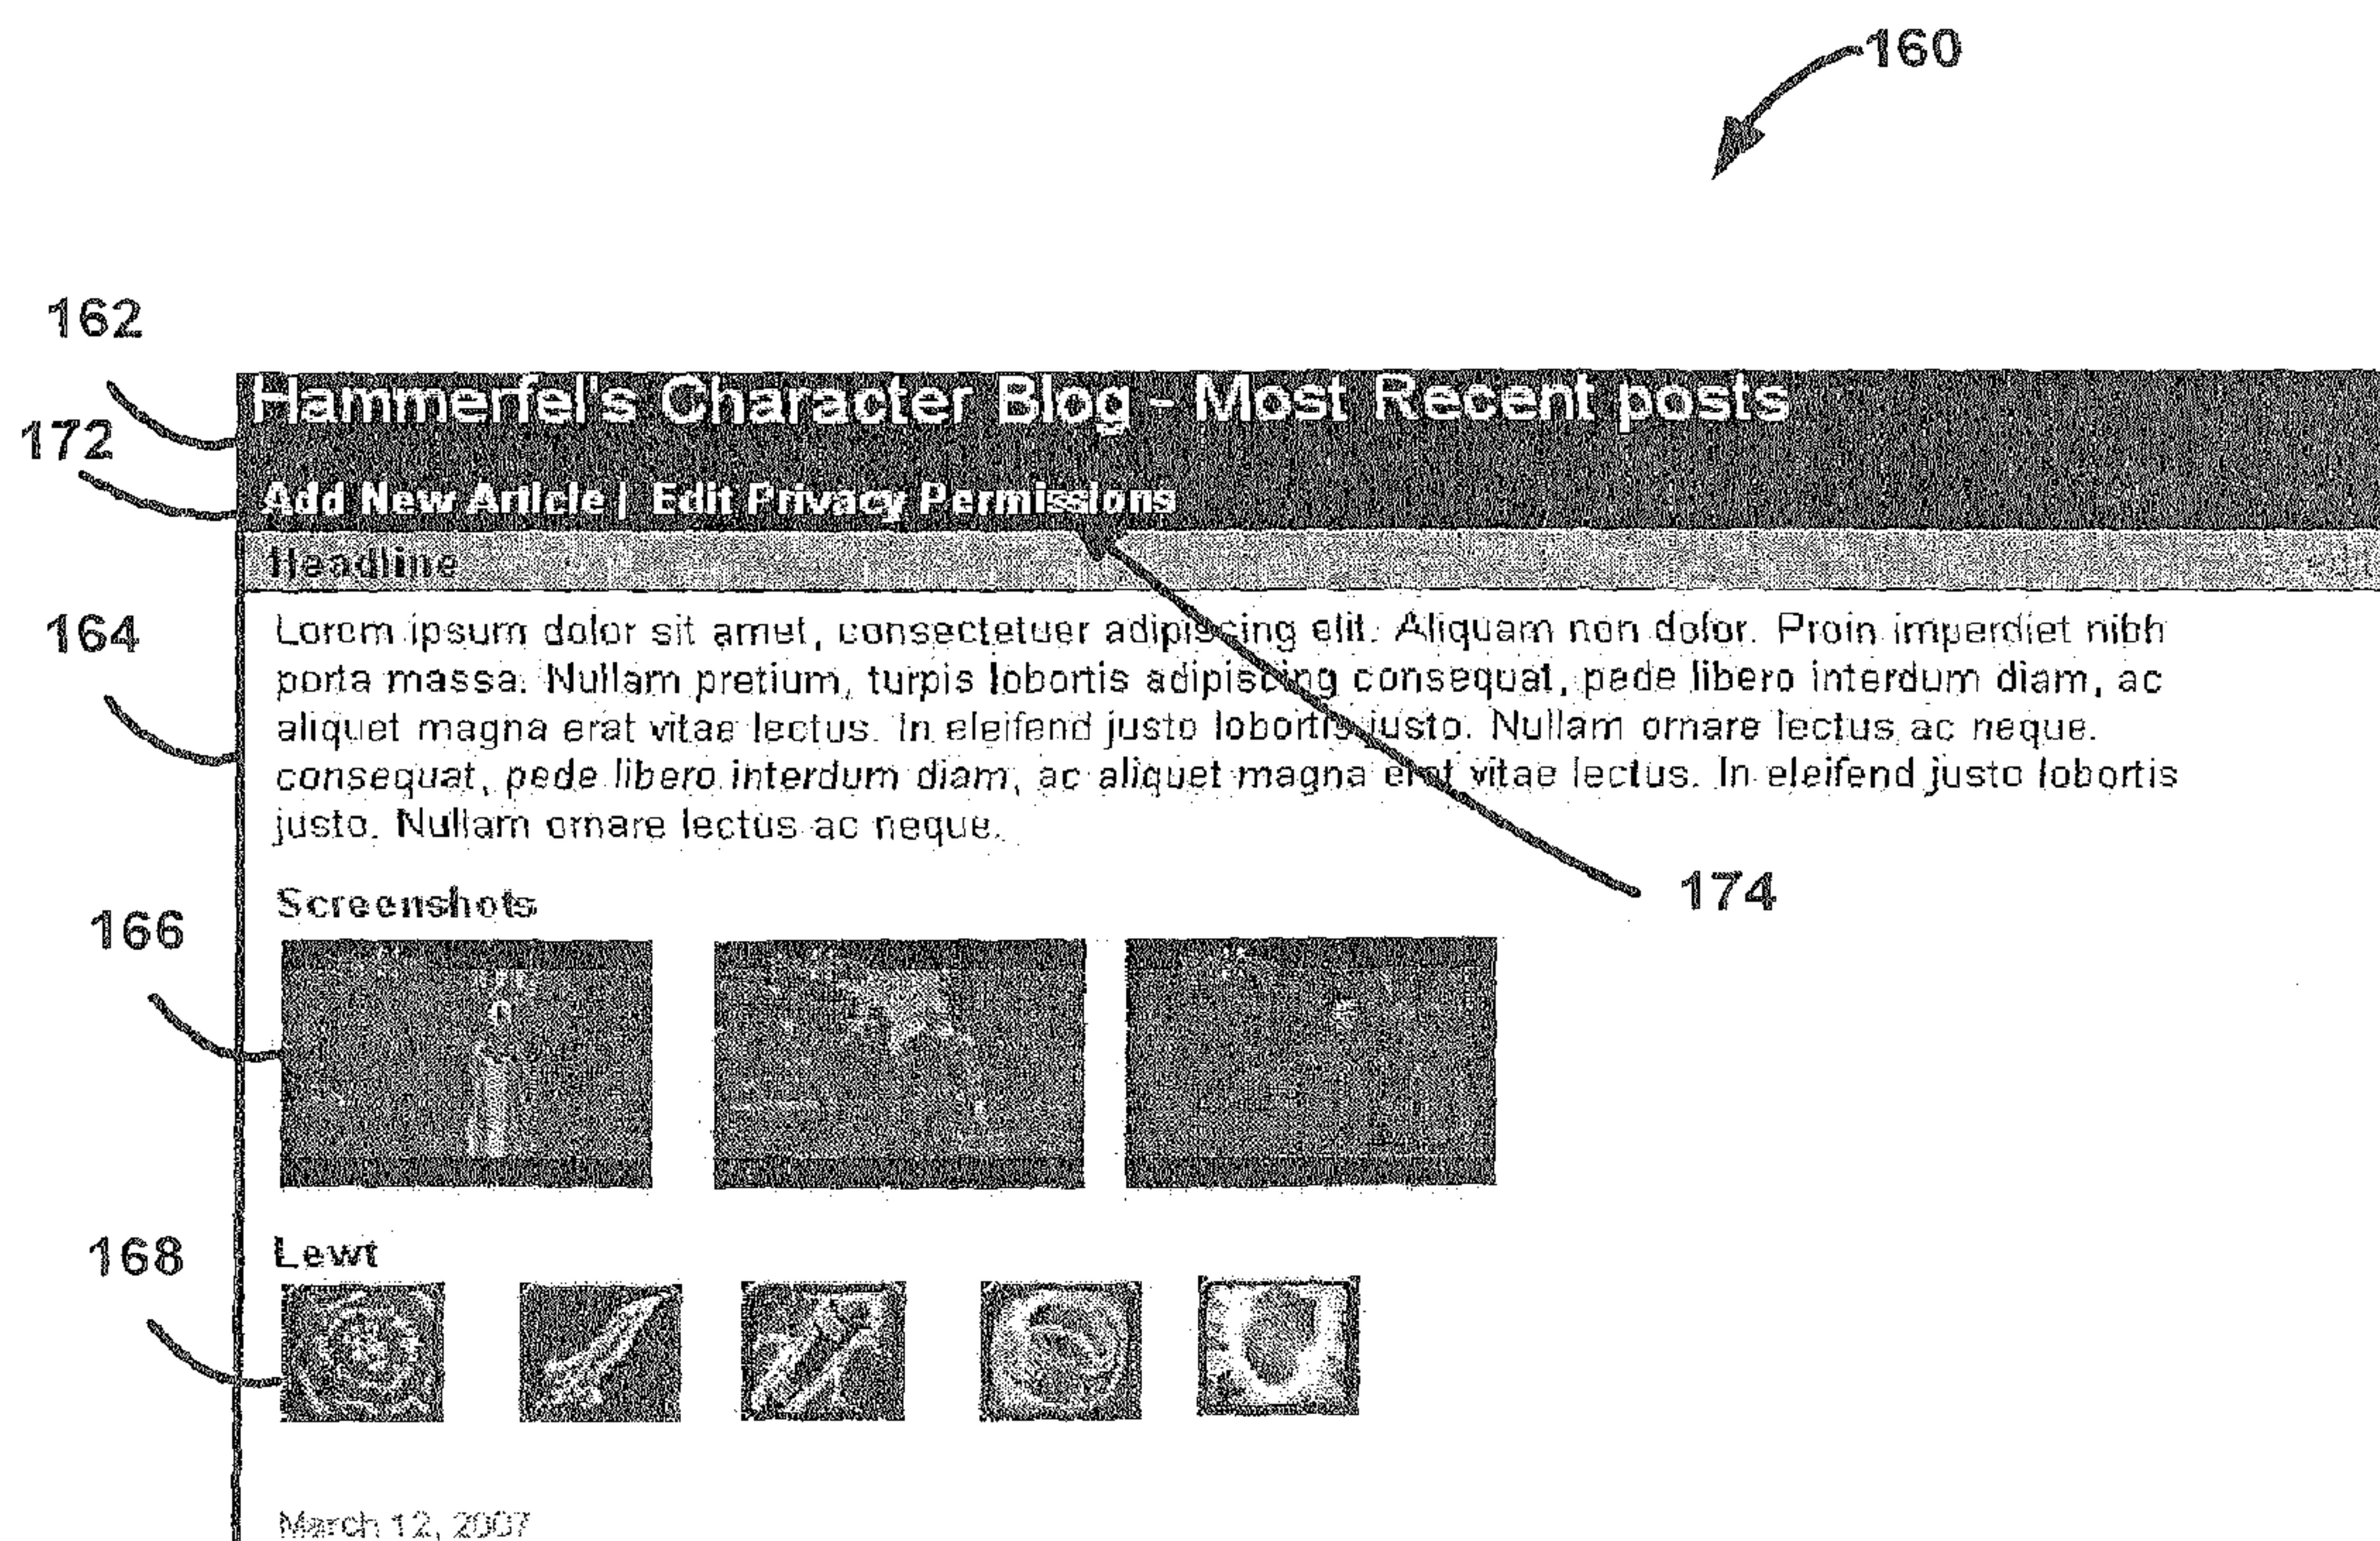 160
162
Hammerfel's Character Blog - Most Recent posts
172
Add New Article | Edit Privacy Permissions
Headline
164
Lorem ipsum dolor sit amet, consectetuer adipiscing elit. Aliquam non dolor. Proin imperdiet nibh
porta massa. Nullam pretium, turpis lobortis adipiscing consequat, pede libero interdum diam, ac
aliquet magna erat vitae lectus. In eleifend justo lobortis justo. Nullam ornare lectus ac neque.
consequat, pede libero interdum diam, ac aliquet magna erat vitae lectus. In eleifend justo lobortis
justo. Nullam ornare lectus ac neque.
174
Screenshots
166
168
Lewt
March 12, 2007